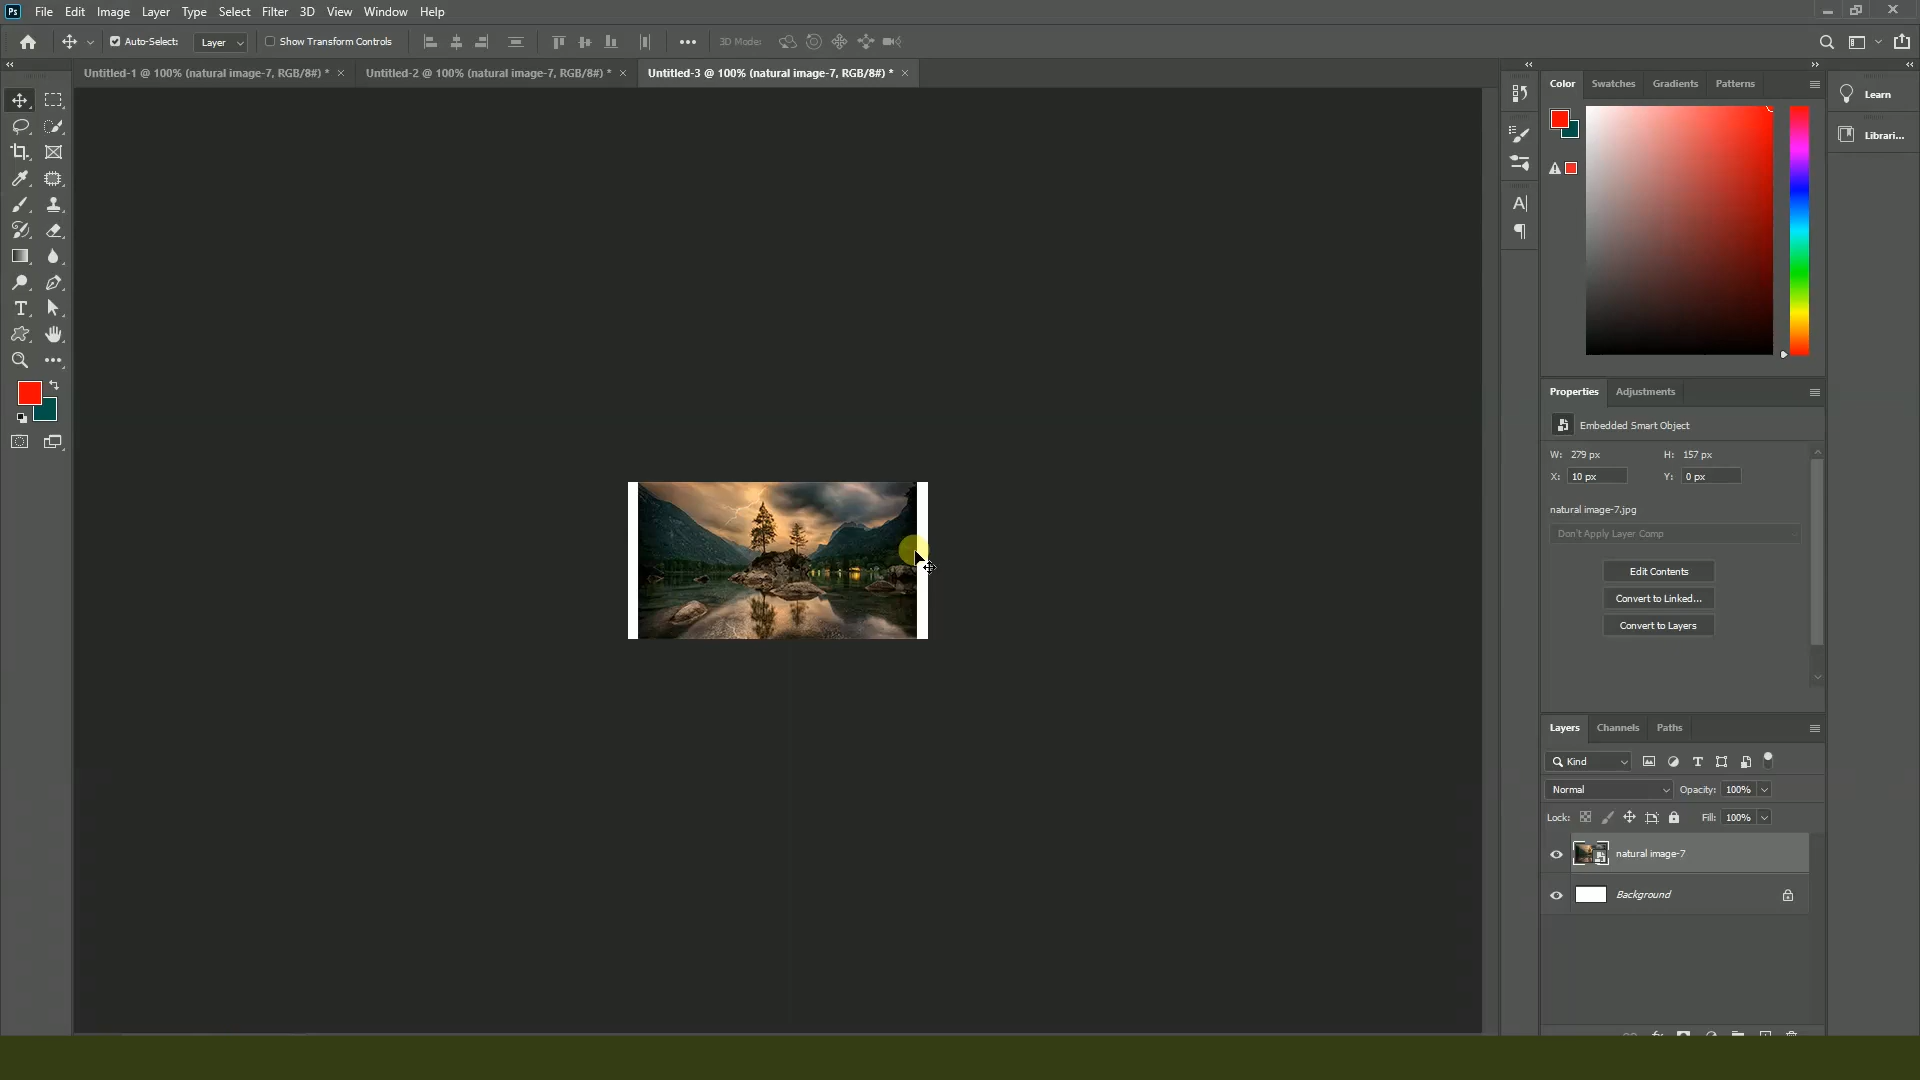 Ps File Edit Image Layer Type Select Filter 3D View Window Help
Auto-Select: Layer Show Transform Controls 3D Mode:
Untitled-1 @ 100% (natural image-7, RGB/8#) * Untitled-2 @ 100% (natural image-7, RGB/8#) * Untitled-3 @ 100% (natural image-7, RGB/8#) *
Color Swatches Gradients Patterns
Learn
Librari...
Properties Adjustments
Embedded Smart Object
W: 279 px H: 157 px
X: 10 px Y: 0 px
natural image-7.jpg
Don't Apply Layer Comp
Edit Contents
Convert to Linked...
Convert to Layers
Layers Channels Paths
Kind
Normal Opacity: 100%
Lock: Fill: 100%
natural image-7
Background